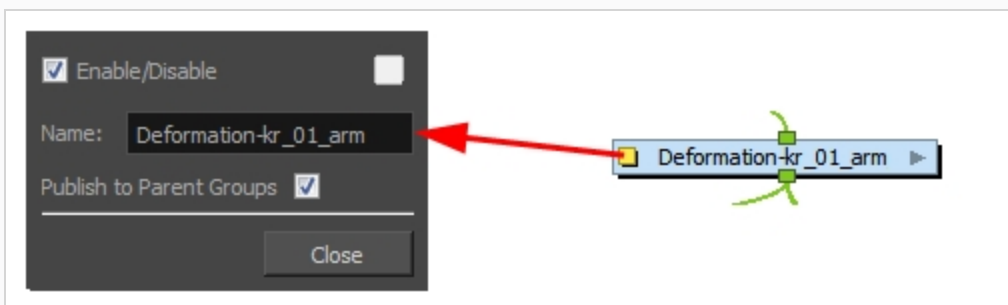 Enable/Disable
Name: Deformation-kr_01_arm
Publish to Parent Groups
Close
Deformation-kr_01_arm